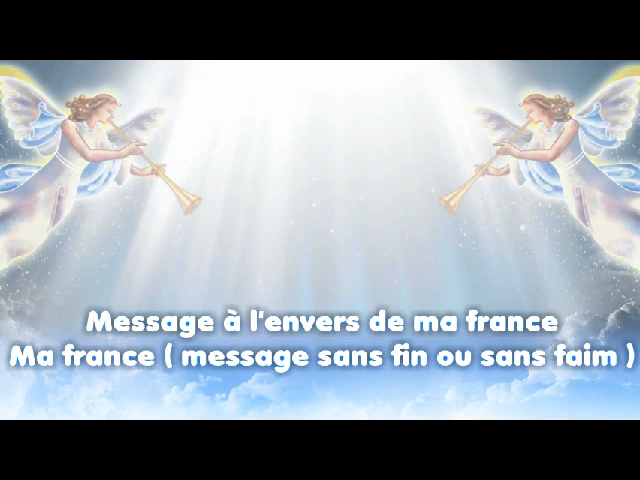 Message à l'envers de ma france
Ma france ( message sans fin ou sans faim )